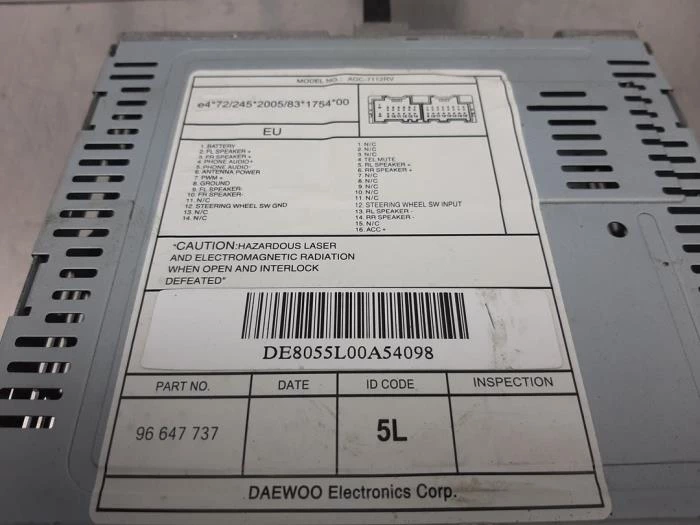 MODEL NO : AGC-7112RV
e4*72/245*2005/83*1754*00
EU
1. BATTERY
2. FL SPEAKER +
3. FR SPEAKER +
4. PHONE AUDIO+
5. PHONE AUDIO-
6. ANTENNA POWER
7. PWM +
8. GROUND
9. FL SPEAKER-
10. FR SPEAKER-
11. N/C
12. STEERING WHEEL SW GND
13. N/C
14. N/C
1. N/C
2. N/C
3. N/C
4. TEL MUTE
5. RL SPEAKER +
6. RR SPEAKER +
7. N/C
8. N/C
9. N/C
10. N/C
11. N/C
12. STEERING WHEEL SW INPUT
13. RL SPEAKER -
14. RR SPEAKER -
15. N/C
16. ACC +
"CAUTION:HAZARDOUS LASER
AND ELECTROMAGNETIC RADIATION
WHEN OPEN AND INTERLOCK
DEFEATED"
DE8055L00A54098
PART NO. DATE ID CODE INSPECTION
96 647 737 5L
DAEWOO Electronics Corp.